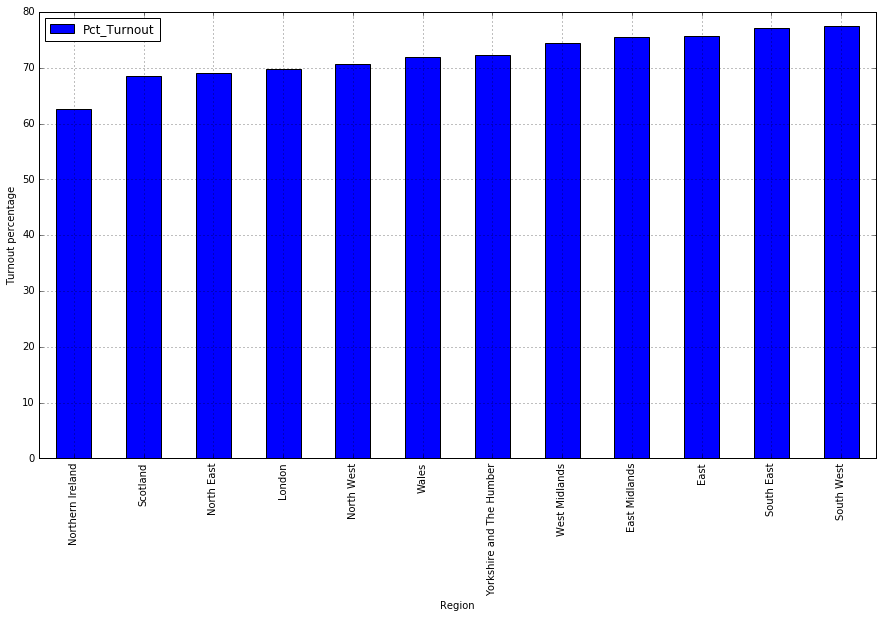 Pct_Turnout
80
70
60
50
40
30
20
10
0
Turnout percentage
Northern Ireland
Scotland
North East
London
North West
Wales
Yorkshire and The Humber
West Midlands
East Midlands
East
South East
South West
Region